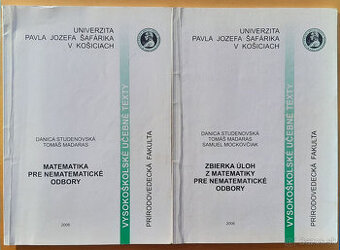 UNIVERZITA
PAVLA JOZEFA ŠAFÁRIKA
V KOŠICIACH
VYSOKOŠKOLSKÉ UČEBNÉ TEXTY
PRÍRODOVEDECKÁ FAKULTA
DANICA STUDENOVSKÁ
TOMÁŠ MADARAS
MATEMATIKA
PRE NEMATEMATICKÉ
ODBORY
2006
UNIVERZITA
PAVLA JOZEFA ŠAFÁRIKA
V KOŠICIACH
VYSOKOŠKOLSKÉ UČEBNÉ TEXTY
PRÍRODOVEDECKÁ FAKULTA
DANICA STUDENOVSKÁ
TOMÁŠ MADARAS
SAMUEL MOCKOVČIAK
ZBIERKA ÚLOH
Z MATEMATIKY
PRE NEMATEMATICKÉ
ODBORY
2006